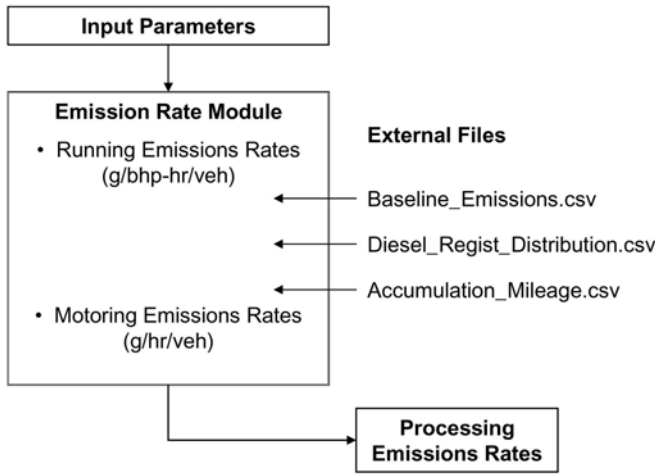 Input Parameters
Emission Rate Module
• Running Emissions Rates
(g/bhp-hr/veh)
• Motoring Emissions Rates
(g/hr/veh)
External Files
Baseline_Emissions.csv
Diesel_Regist_Distribution.csv
Accumulation_Mileage.csv
Processing
Emissions Rates